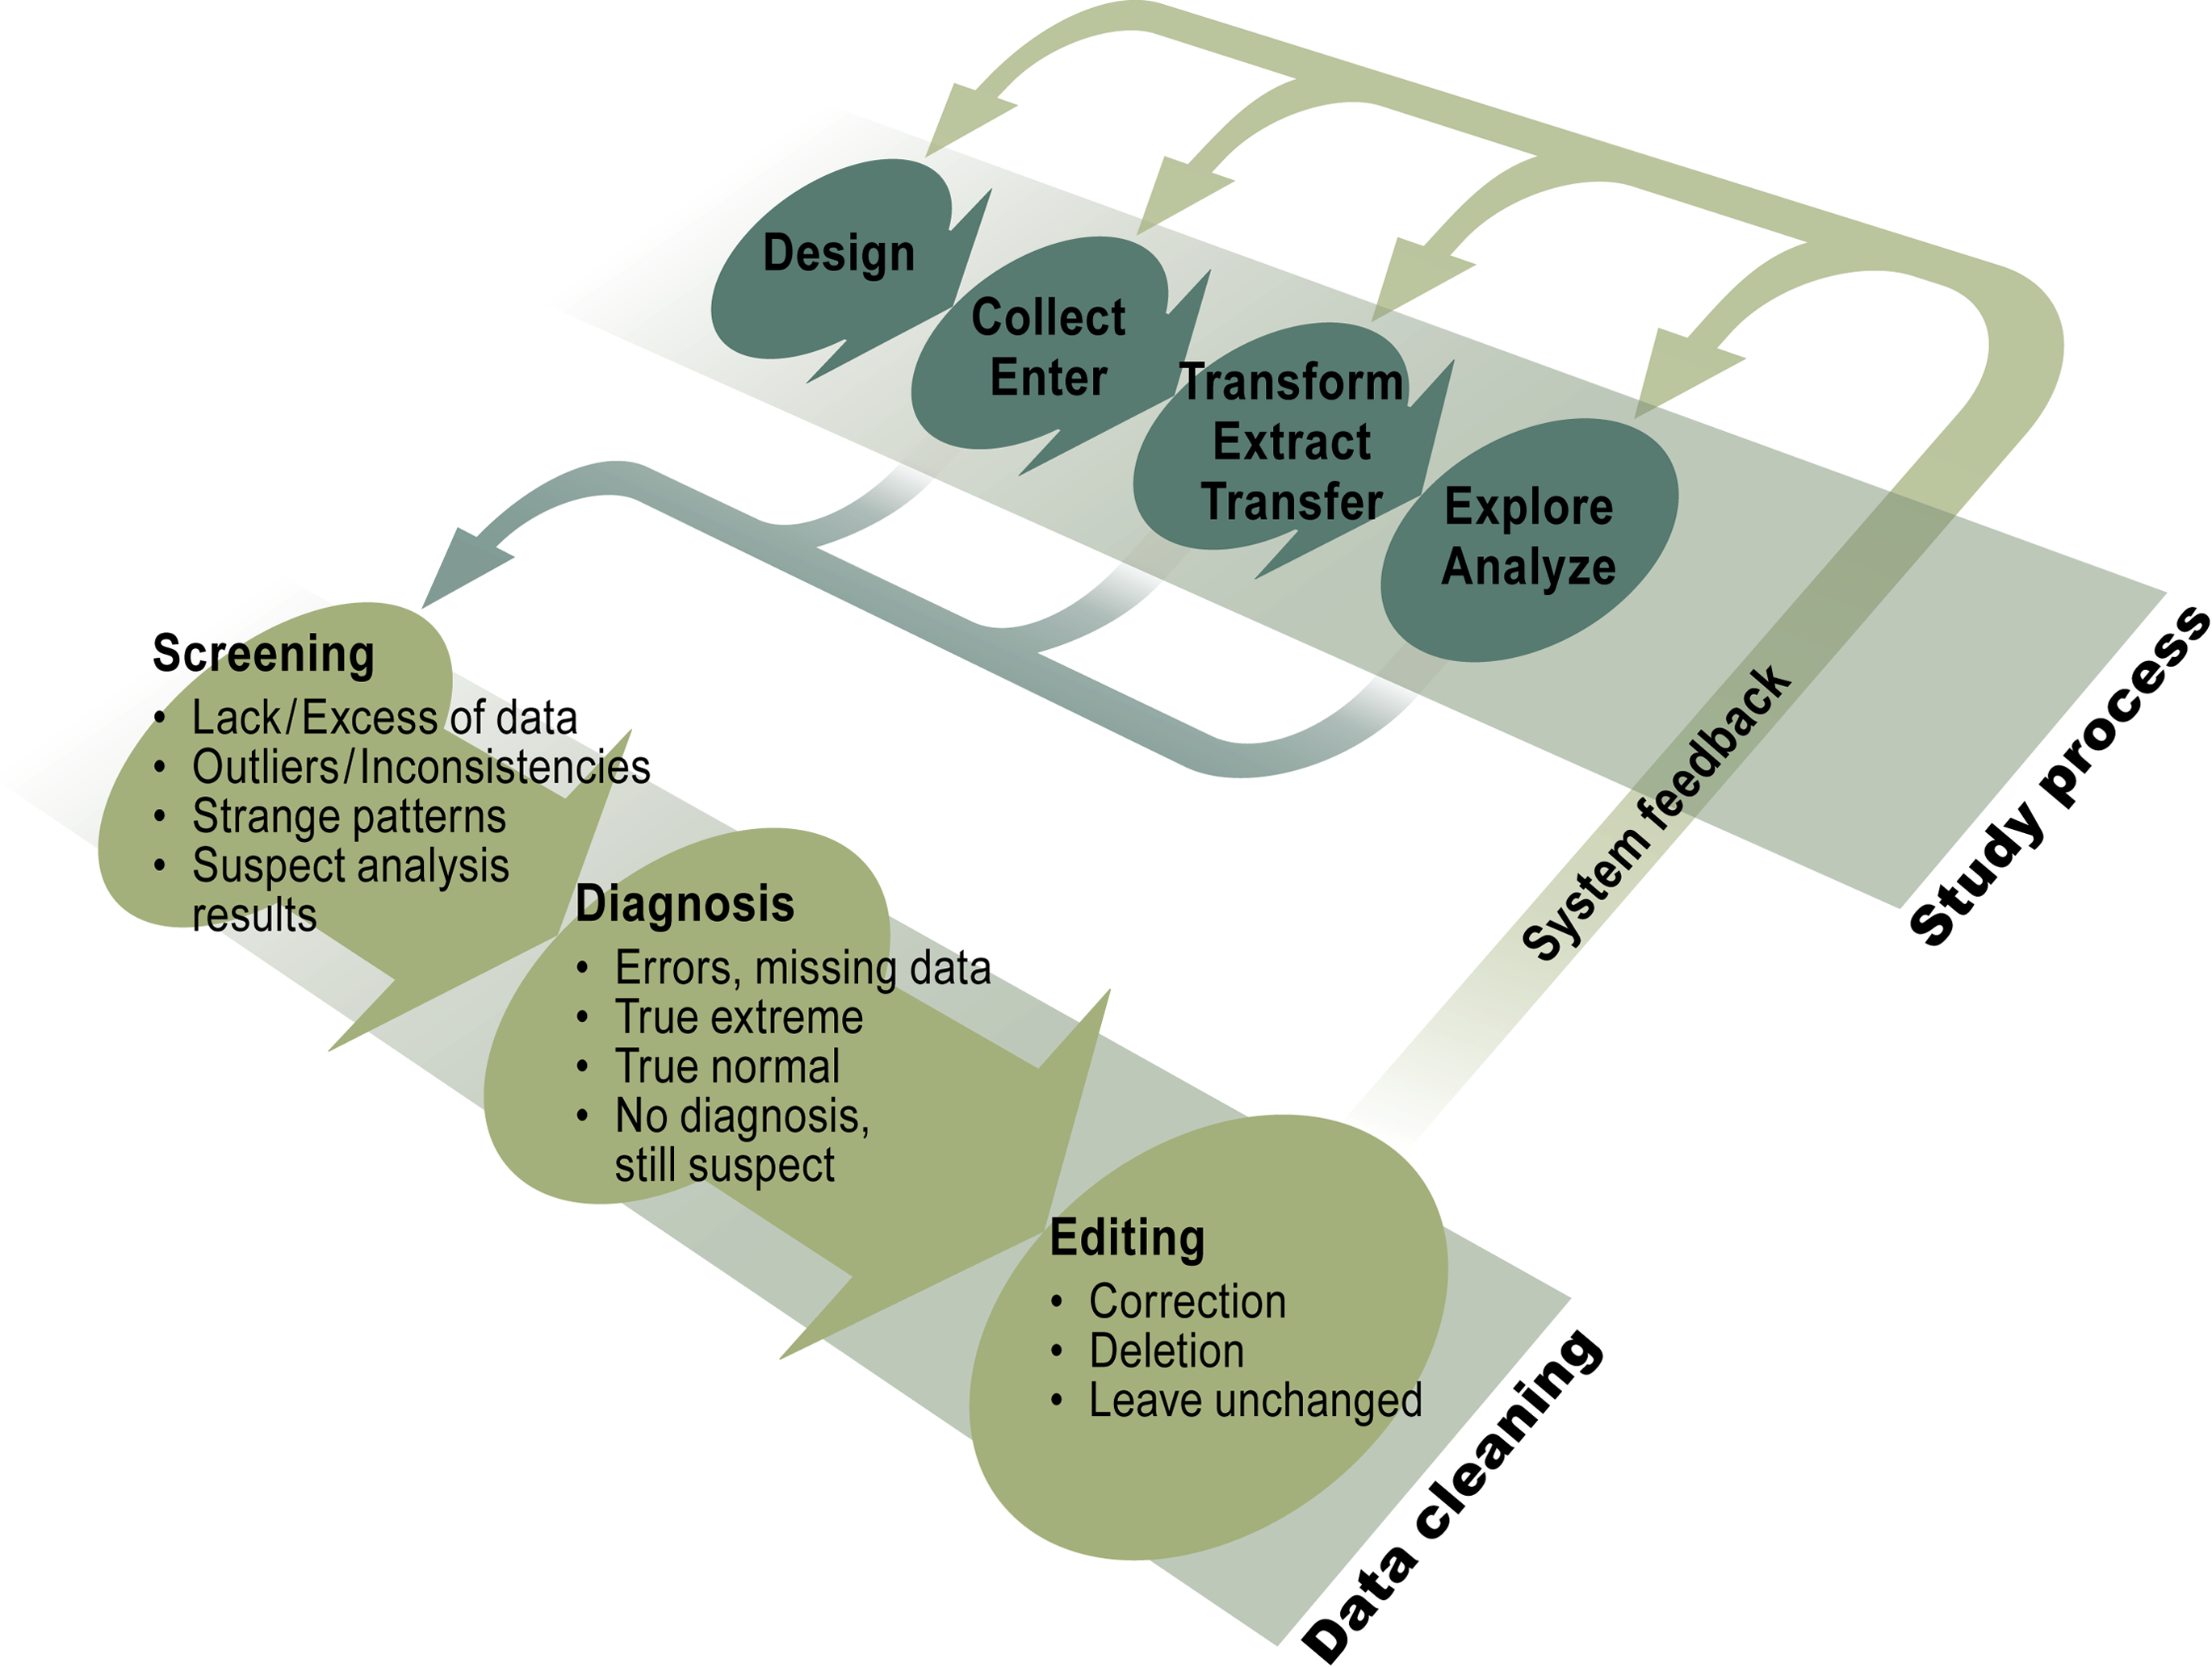 Design
Collect
Enter
Transform
Extract
Transfer
Explore
Analyze
Study process
System feedback
Screening
• Lack/Excess of data
• Outliers/Inconsistencies
• Strange patterns
• Suspect analysis
results
Diagnosis
• Errors, missing data
• True extreme
• True normal
• No diagnosis,
still suspect
Editing
• Correction
• Deletion
• Leave unchanged
Data cleaning